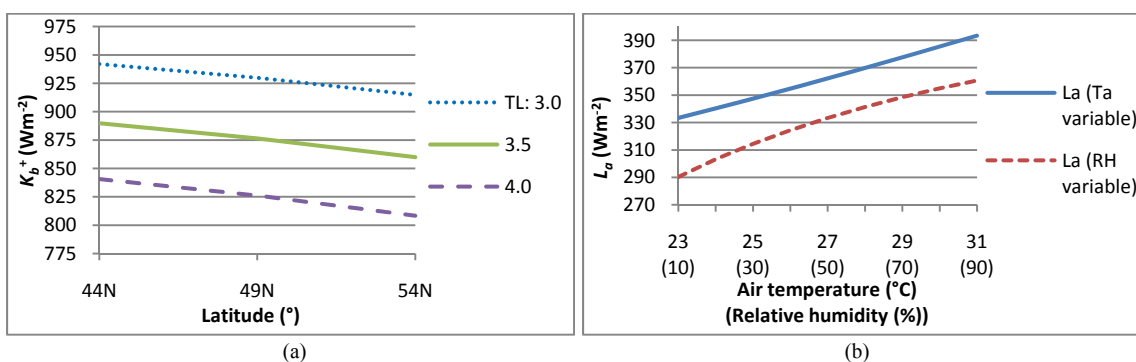 975
950
925
900
875
850
825
800
775
K_b^+ (Wm⁻²)
44N 49N 54N
Latitude (°)
TL: 3.0
3.5
4.0
(a)
390
370
350
330
310
290
270
L_a (Wm⁻²)
23 25 27 29 31
(10) (30) (50) (70) (90)
Air temperature (°C)
(Relative humidity (%))
La (Ta
variable)
La (RH
variable)
(b)